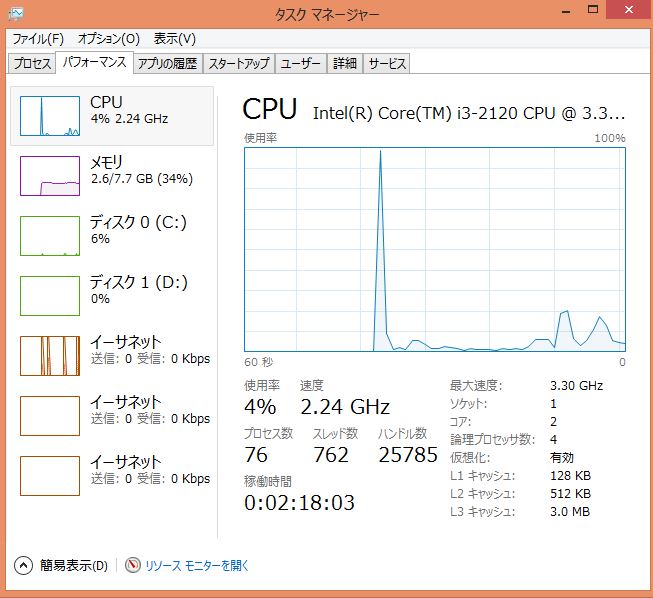 タスク マネージャー
ファイル(F) オプション(O) 表示(V)
プロセス パフォーマンス アプリの履歴 スタートアップ ユーザー 詳細 サービス
CPU
4% 2.24 GHz
メモリ
2.6/7.7 GB (34%)
ディスク 0 (C:)
6%
ディスク 1 (D:)
0%
イーサネット
送信: 0 受信: 0 Kbps
イーサネット
送信: 0 受信: 0 Kbps
イーサネット
送信: 0 受信: 0 Kbps
CPU Intel(R) Core(TM) i3-2120 CPU @ 3.3...
使用率 100%
60 秒 0
使用率 速度
4% 2.24 GHz
プロセス数 スレッド数 ハンドル数
76 762 25785
稼働時間
0:02:18:03
最大速度: 3.30 GHz
ソケット: 1
コア: 2
論理プロセッサ数: 4
仮想化: 有効
L1 キャッシュ: 128 KB
L2 キャッシュ: 512 KB
L3 キャッシュ: 3.0 MB
簡易表示(D) リソース モニターを開く